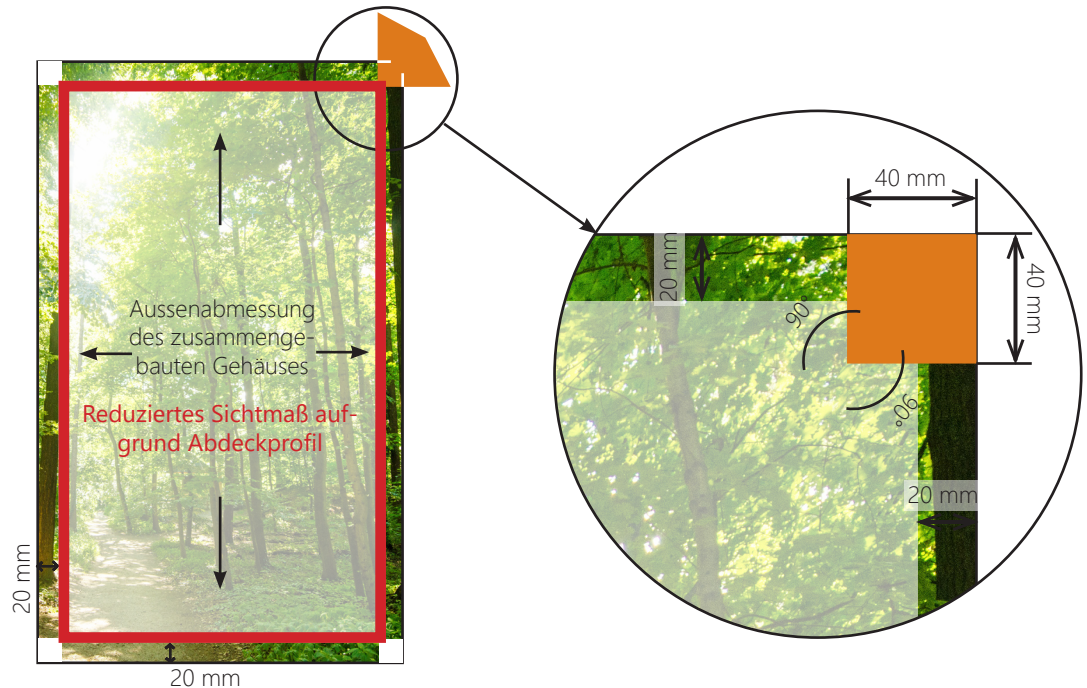 Aussenabmessung
des zusammenge-
bauten Gehäuses
Reduziertes Sichtmaß auf-
grund Abdeckprofil
20 mm
20 mm
40 mm
40 mm
20 mm
90°
90°
20 mm